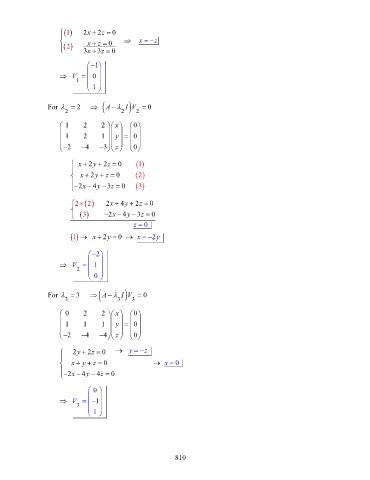 (1) 2x + 2z = 0
(2) x + z = 0 ⇒ x = −z
3x + 3z = 0
⇒ V₁ = (−1 0 1)
For λ₂ = 2 ⇒ (A − λ₂I)V₂ = 0
( 1 2 2 ) ( x ) ( 0 )
( 1 2 1 ) ( y ) = ( 0 )
( −2 −4 −3 ) ( z ) ( 0 )
x + 2y + 2z = 0 (1)
x + 2y + z = 0 (2)
−2x − 4y − 3z = 0 (3)
2×(2) 2x + 4y + 2z = 0
(3) −2x − 4y − 3z = 0
z = 0
(1) → x + 2y = 0 → x = −2y
⇒ V₂ = (−2 1 0)
For λ₃ = 3 ⇒ (A − λ₃I)V₃ = 0
( 0 2 2 ) ( x ) ( 0 )
( 1 1 1 ) ( y ) = ( 0 )
( −2 −4 −4 ) ( z ) ( 0 )
2y + 2z = 0 → y = −z
x + y + z = 0 → x = 0
−2x − 4y − 4z = 0
⇒ V₃ = (0 −1 1)
810